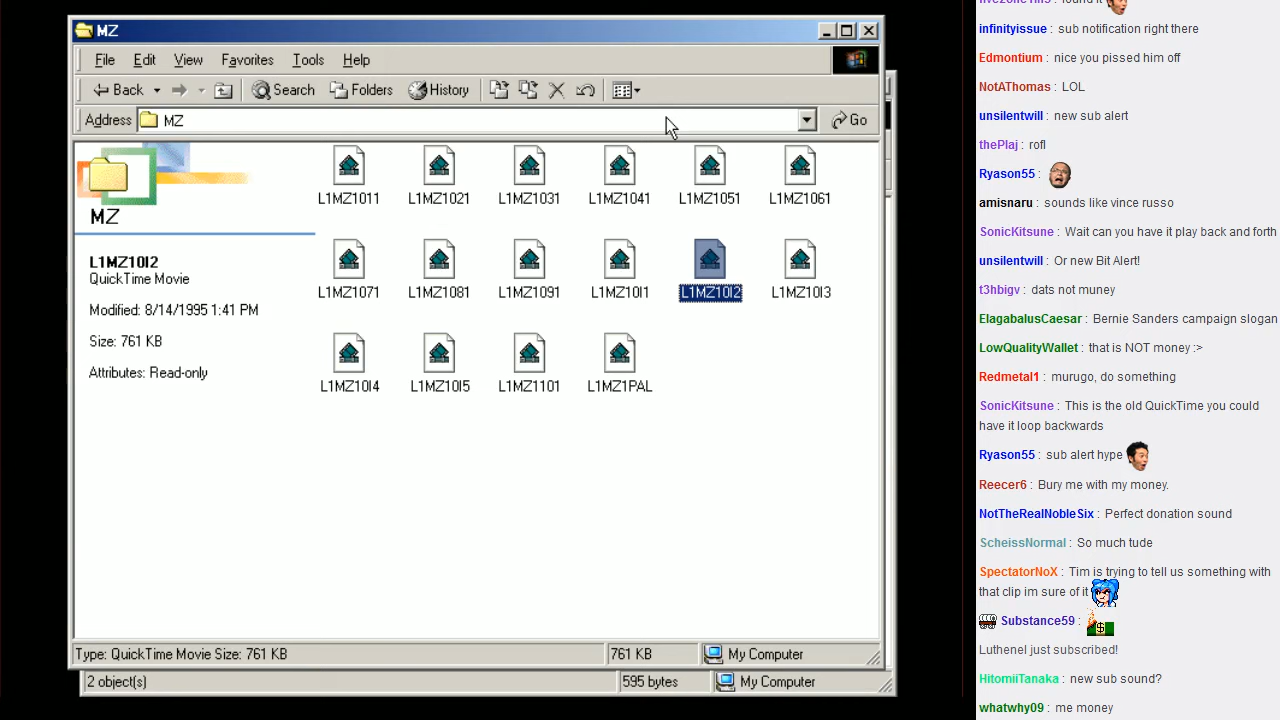 MZ
File Edit View Favorites Tools Help
Back Search Folders History
Address MZ Go
MZ
L1MZ10I2
QuickTime Movie
Modified: 8/14/1995 1:41 PM
Size: 761 KB
Attributes: Read-only
L1MZ1011 L1MZ1021 L1MZ1031 L1MZ1041 L1MZ1051 L1MZ1061
L1MZ1071 L1MZ1081 L1MZ1091 L1MZ10I1 L1MZ10I2 L1MZ10I3
L1MZ10I4 L1MZ10I5 L1MZ1101 L1MZ1PAL
Type: QuickTime Movie Size: 761 KB 761 KB My Computer
2 object(s) 595 bytes My Computer
infinityissue : sub notification right there
Edmontium : nice you pissed him off
NotAThomas : LOL
unsilentwill : new sub alert
thePlaj : rofl
Ryason55 :
amisnaru : sounds like vince russo
SonicKitsune : Wait can you have it play back and forth
unsilentwill : Or new Bit Alert!
t3hbigv : dats not muney
ElagabalusCaesar : Bernie Sanders campaign slogan
LowQualityWallet : that is NOT money :>
Redmetal1 : murugo, do something
SonicKitsune : This is the old QuickTime you could
have it loop backwards
Ryason55 : sub alert hype
Reecer6 : Bury me with my money.
NotTheRealNobleSix : Perfect donation sound
ScheissNormal : So much tude
SpectatorNoX : Tim is trying to tell us something with
that clip im sure of it
Substance59 :
Luthenel just subscribed!
HitomiiTanaka : new sub sound?
whatwhy09 : me money